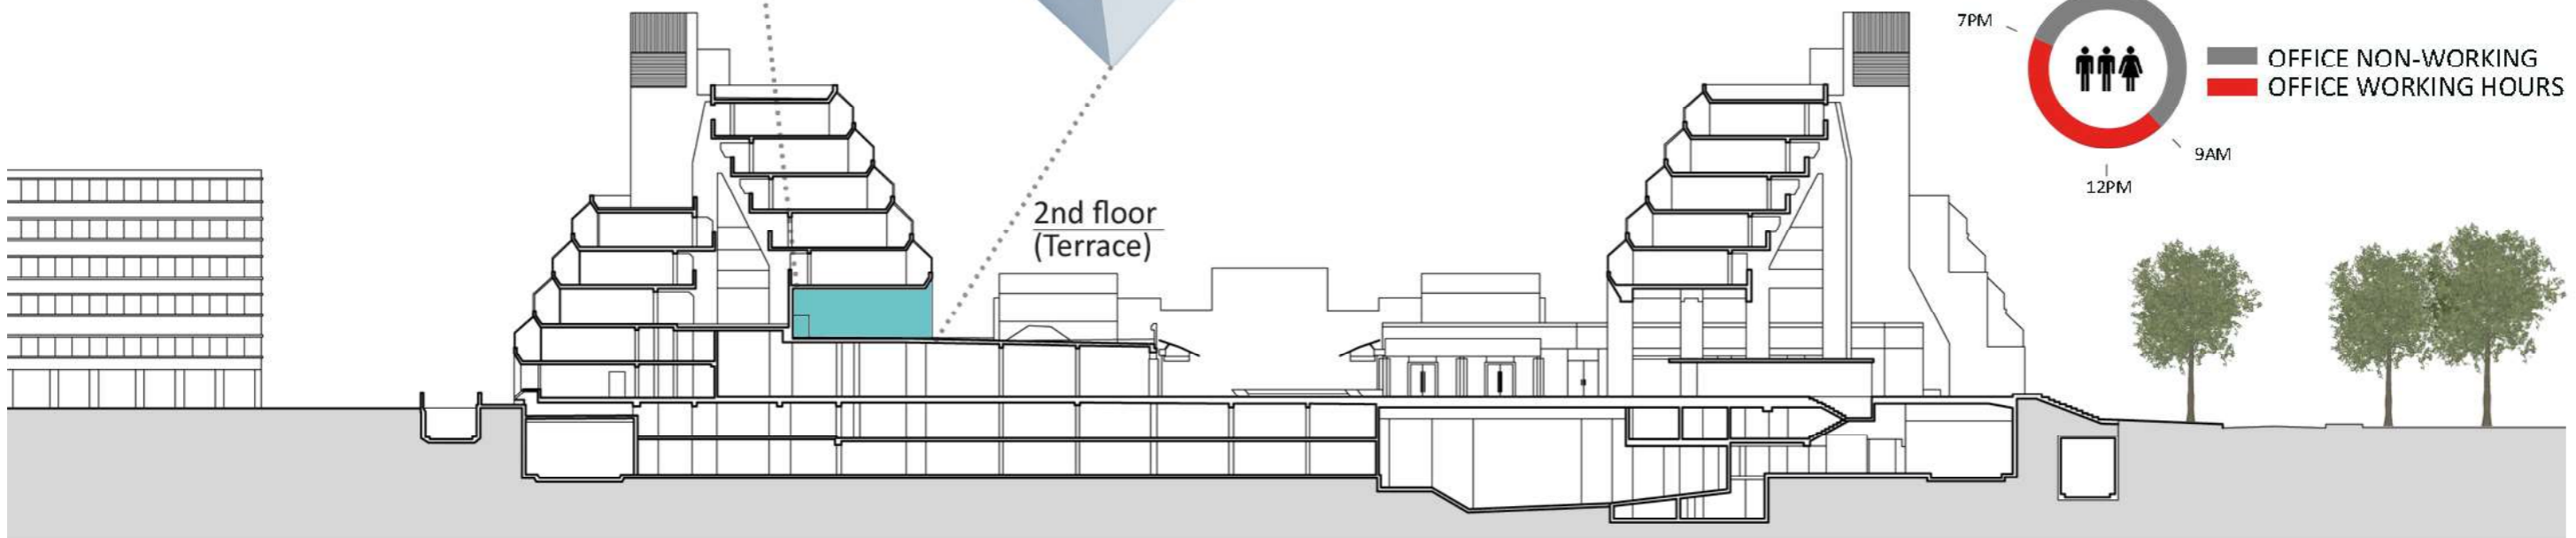 7PM
OFFICE NON-WORKING
OFFICE WORKING HOURS
9AM
12PM
2nd floor
(Terrace)